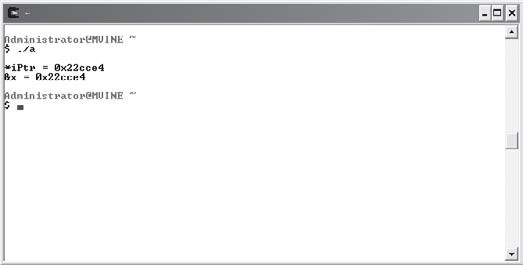 ~
Administrator@MVINE ~
$ ./a
*iPtr = 0x22cce4
&x = 0x22cce4
Administrator@MVINE ~
$